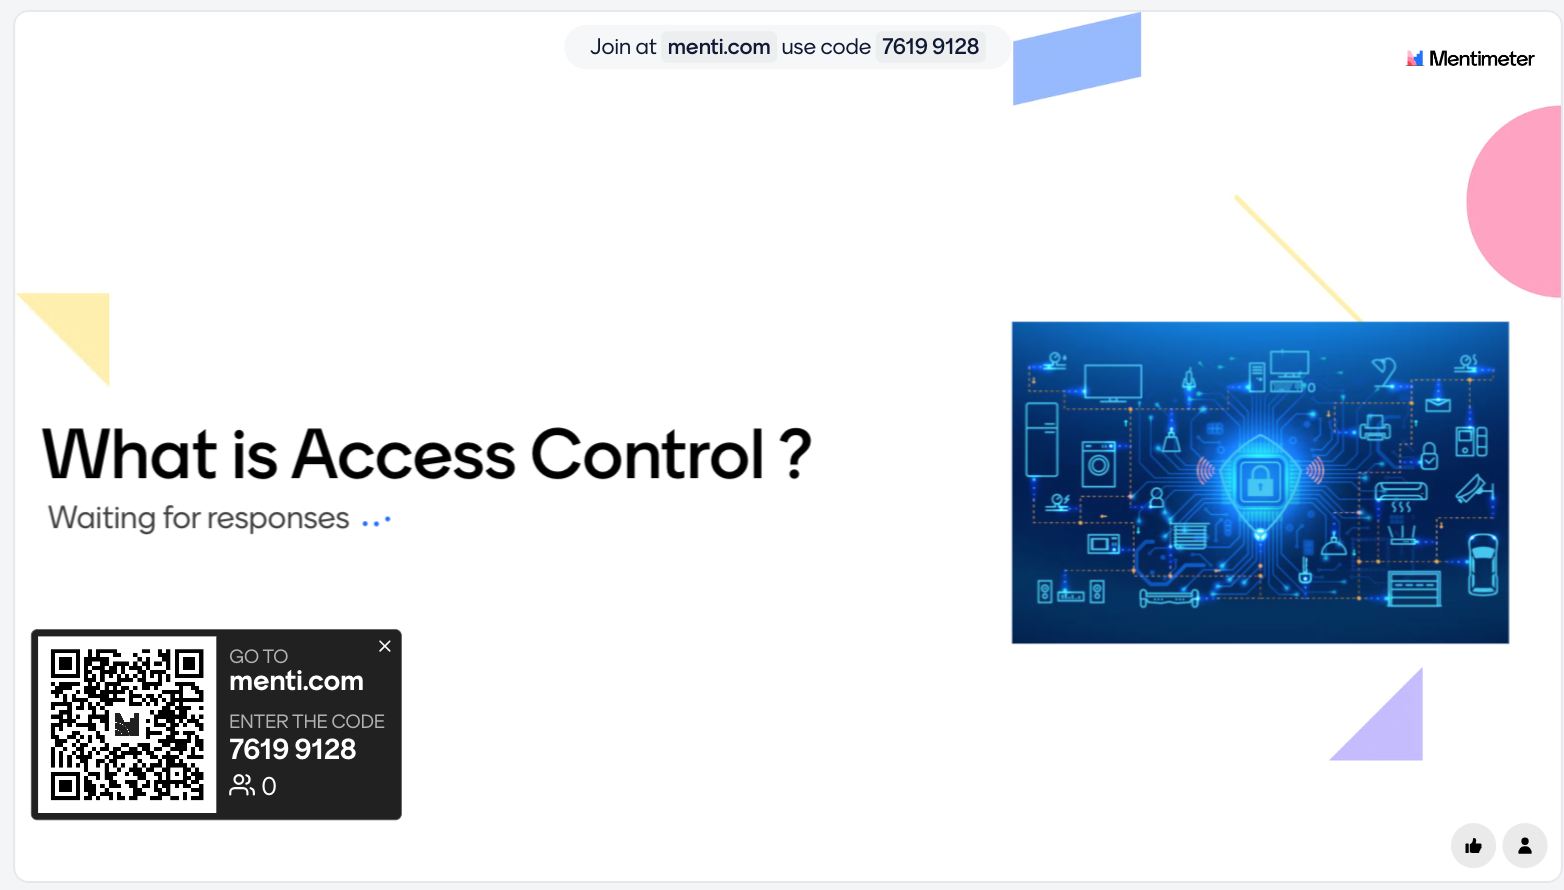 Join at menti.com use code 7619 9128
Mentimeter
What is Access Control ?
Waiting for responses ...
GO TO
menti.com
ENTER THE CODE
7619 9128
0